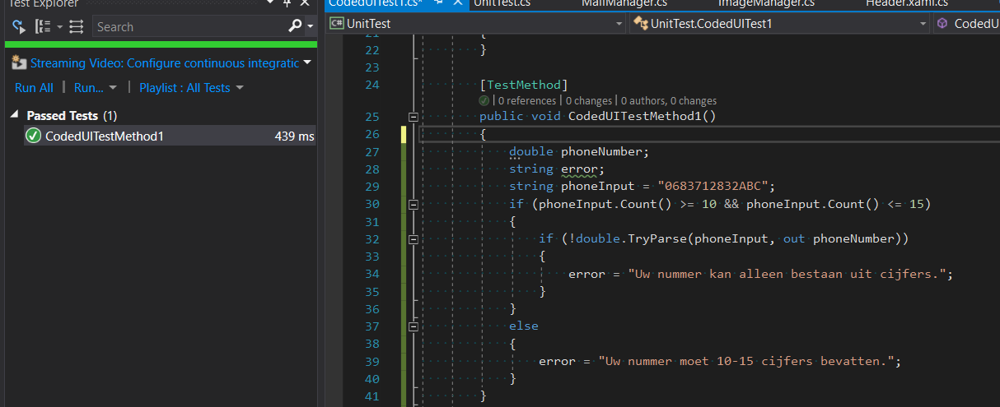 Test Explorer
Search
Streaming Video: Configure continuous integratic
Run All | Run... | Playlist : All Tests
Passed Tests (1)
CodedUITestMethod1 439 ms
CodedUITest1.cs* UnitTest.cs MailManager.cs ImageManager.cs Header.xaml.cs
C# UnitTest UnitTest.CodedUITest1 CodedU
21 {
22 }
23
24 [TestMethod]
| 0 references | 0 changes | 0 authors, 0 changes
25 public void CodedUITestMethod1()
26 {
27 double phoneNumber;
28 string error;
29 string phoneInput = "0683712832ABC";
30 if (phoneInput.Count() >= 10 && phoneInput.Count() <= 15)
31 {
32 if (!double.TryParse(phoneInput, out phoneNumber))
33 {
34 error = "Uw nummer kan alleen bestaan uit cijfers.";
35 }
36 }
37 else
38 {
39 error = "Uw nummer moet 10-15 cijfers bevatten.";
40 }
41 }